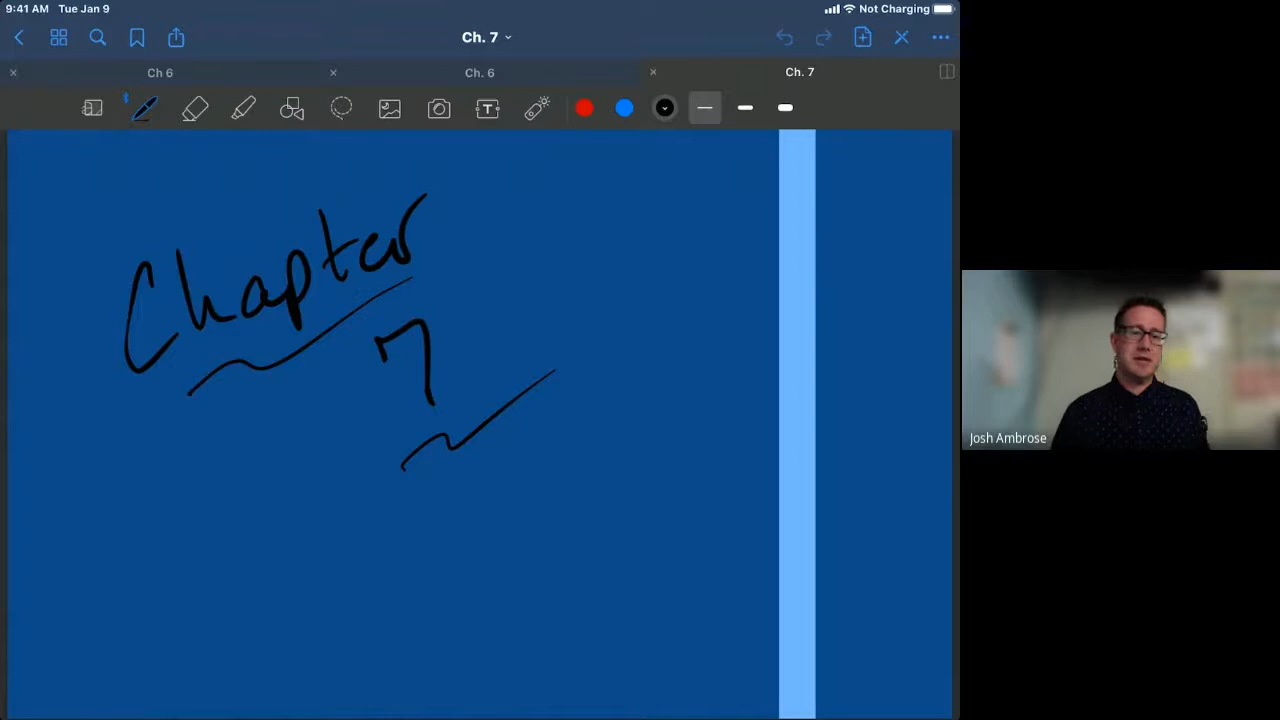 9:41 AM Tue Jan 9
Not Charging
Ch. 7
Ch 6
Ch. 6
Ch. 7
T
Chapter
7
Josh Ambrose